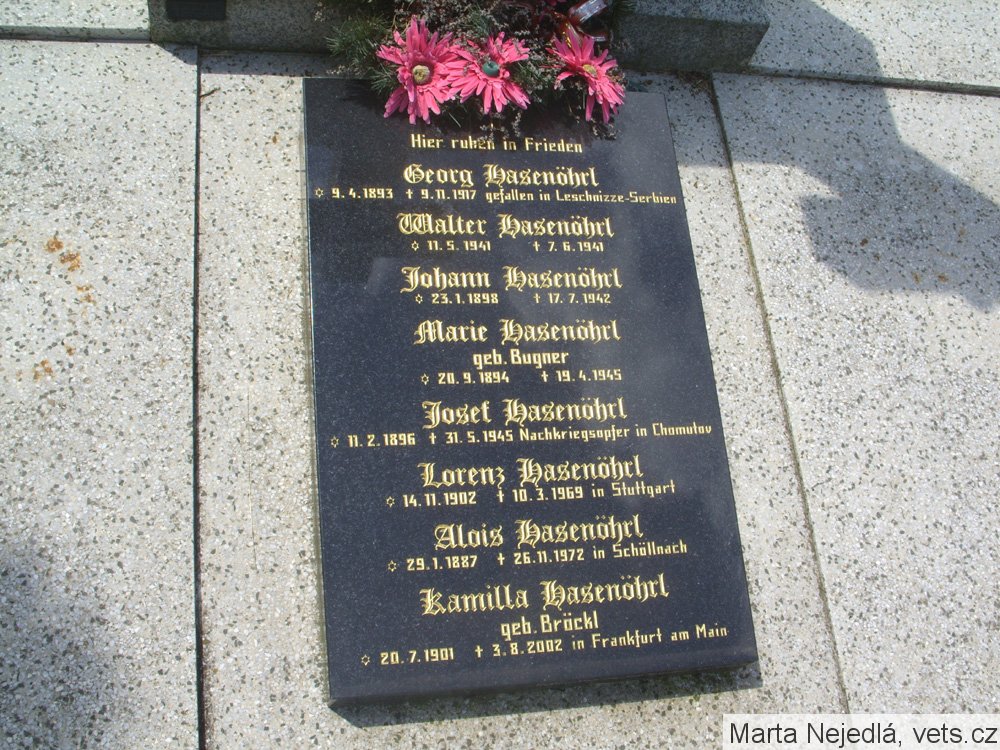 Hier ruhen in Frieden
Georg Hasenöhrl
✡ 9.4.1893 ✝ 9.11.1917 gefallen in Leschnizze-Serbien
Walter Hasenöhrl
✡ 11.5.1941 ✝ 7.6.1941
Johann Hasenöhrl
✡ 23.1.1898 ✝ 17.7.1942
Marie Hasenöhrl
geb. Bugner
✡ 20.9.1894 ✝ 19.4.1945
Josef Hasenöhrl
✡ 11.2.1896 ✝ 31.5.1945 Nachkriegsopfer in Chomutov
Lorenz Hasenöhrl
✡ 14.11.1902 ✝ 10.3.1969 in Stuttgart
Alois Hasenöhrl
✡ 29.1.1887 ✝ 26.11.1972 in Schöllnach
Kamilla Hasenöhrl
geb. Bröckl
✡ 20.7.1901 ✝ 3.8.2002 in Frankfurt am Main
Marta Nejedlá, vets.cz